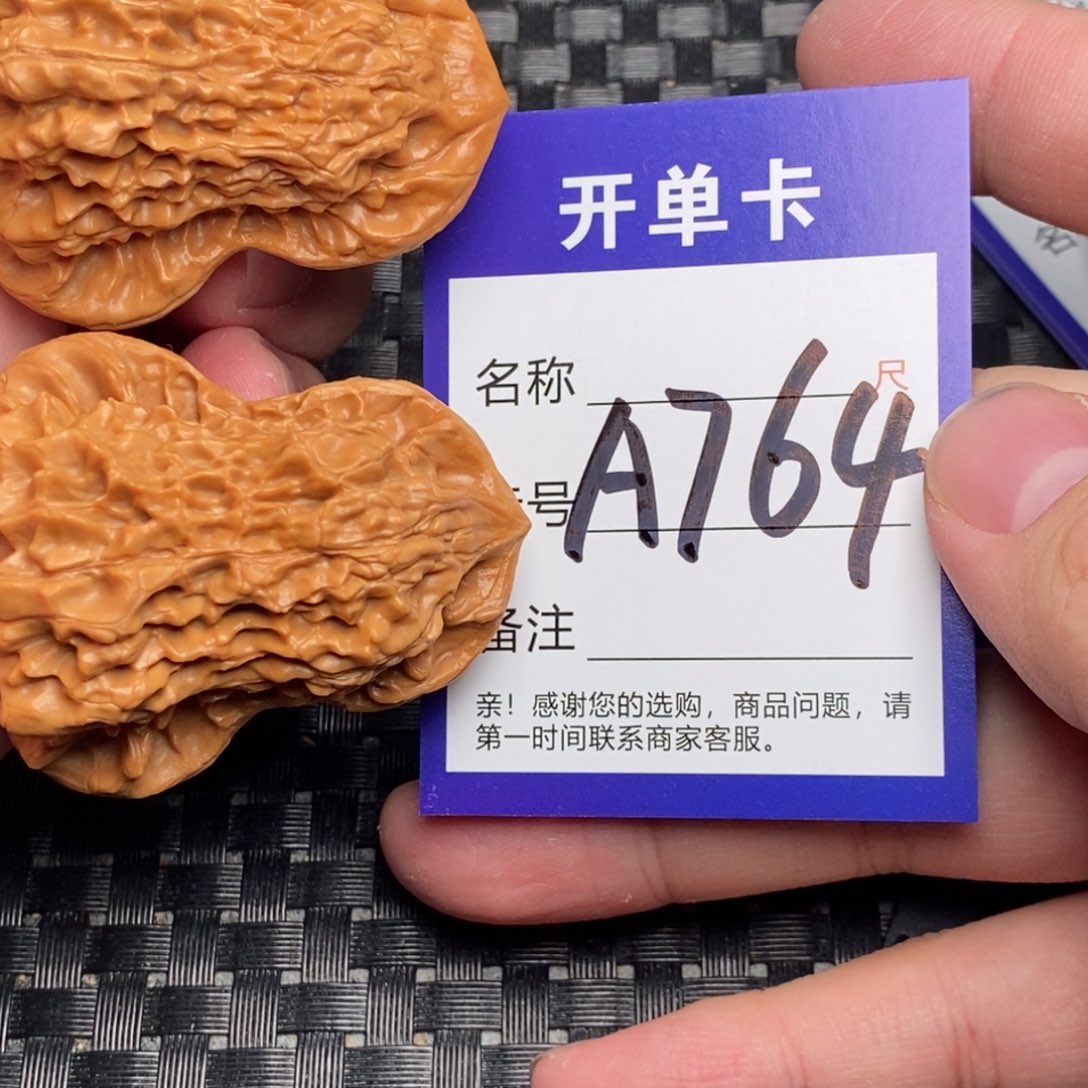 开单卡
名称
尺
号
A764
备注
亲！感谢您的选购，商品问题，请
第一时间联系商家客服。